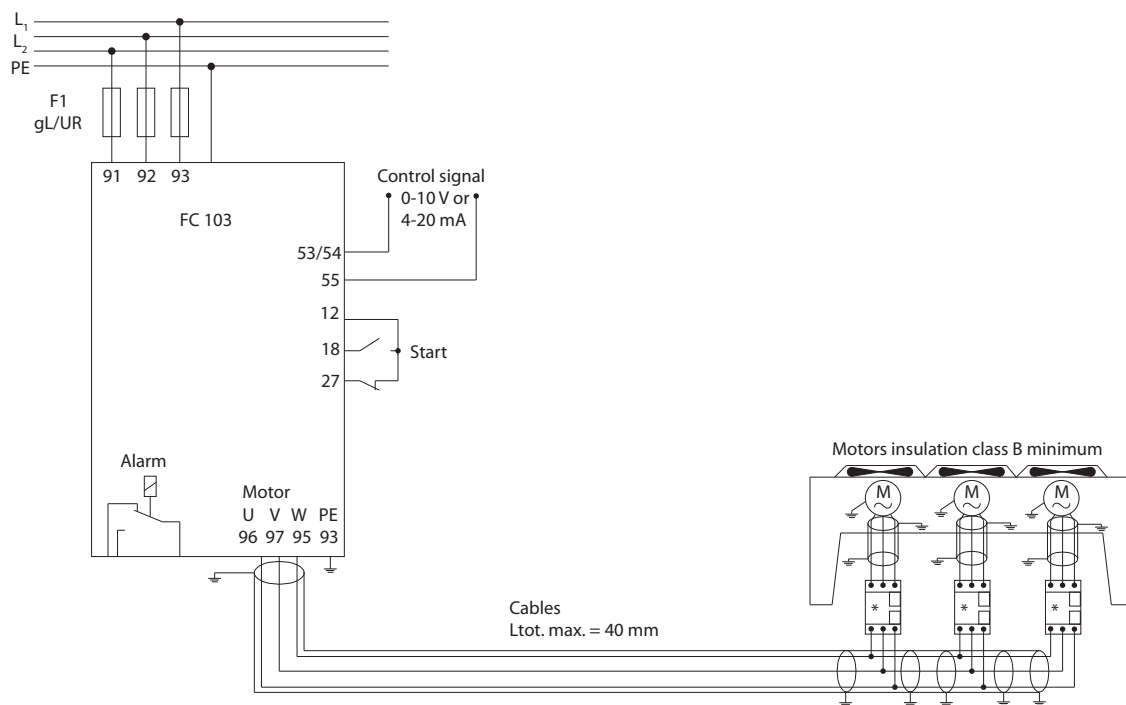 L1
L2
PE
F1
gL/UR
91 92 93
FC 103
Control signal
0-10 V or
4-20 mA
53/54
55
12
18
Start
27
Alarm
Motor
U V W PE
96 97 95 93
Motors insulation class B minimum
M M M
* * *
Cables
Ltot. max. = 40 mm